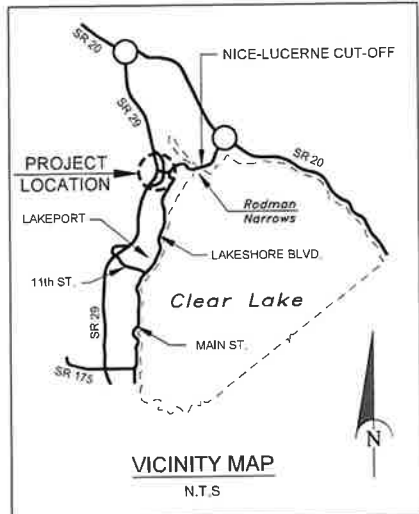 SR 20
NICE-LUCERNE CUT-OFF
SR 29
SR 20
PROJECT
LOCATION
Rodman
Narrows
LAKEPORT
LAKESHORE BLVD.
11th ST.
Clear Lake
SR 29
MAIN ST.
SR 175
N
VICINITY MAP
N.T.S